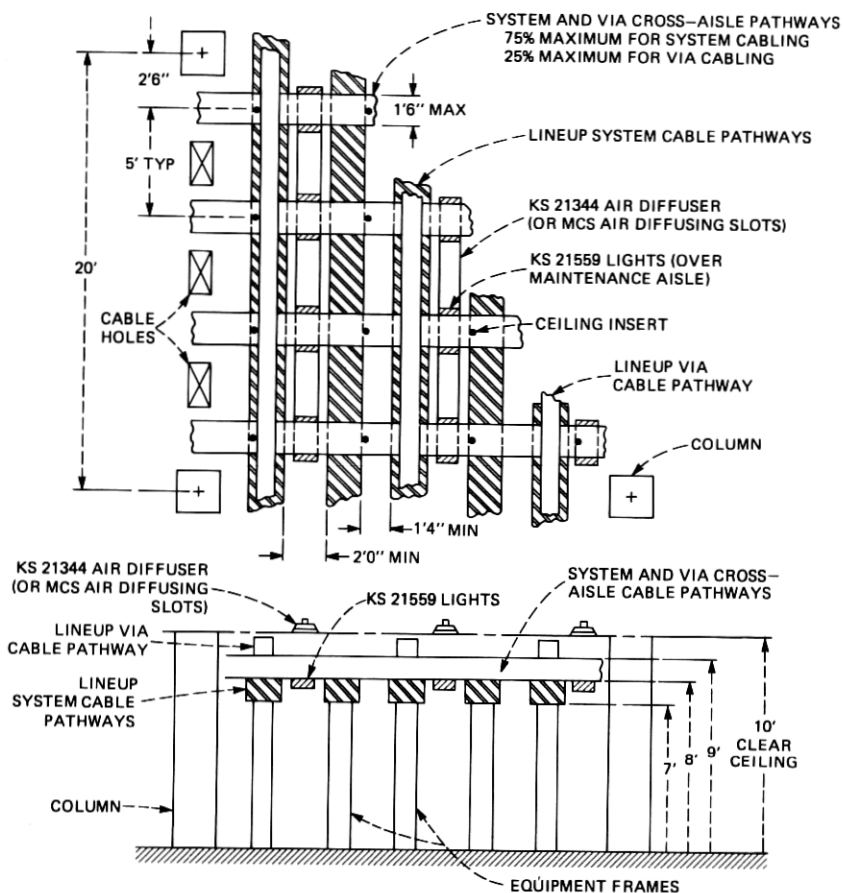 SYSTEM AND VIA CROSS–AISLE PATHWAYS
75% MAXIMUM FOR SYSTEM CABLING
25% MAXIMUM FOR VIA CABLING
2'6"
1'6" MAX
LINEUP SYSTEM CABLE PATHWAYS
5' TYP
KS 21344 AIR DIFFUSER
(OR MCS AIR DIFFUSING SLOTS)
20'
KS 21559 LIGHTS (OVER
MAINTENANCE AISLE)
CABLE
HOLES
CEILING INSERT
LINEUP VIA
CABLE PATHWAY
COLUMN
1'4" MIN
2'0" MIN
KS 21344 AIR DIFFUSER
(OR MCS AIR DIFFUSING
SLOTS)
KS 21559 LIGHTS
SYSTEM AND VIA CROSS–
AISLE CABLE PATHWAYS
LINEUP VIA
CABLE PATHWAY
LINEUP
SYSTEM CABLE
PATHWAYS
10'
CLEAR
CEILING
7'
8'
9'
COLUMN
EQUIPMENT FRAMES